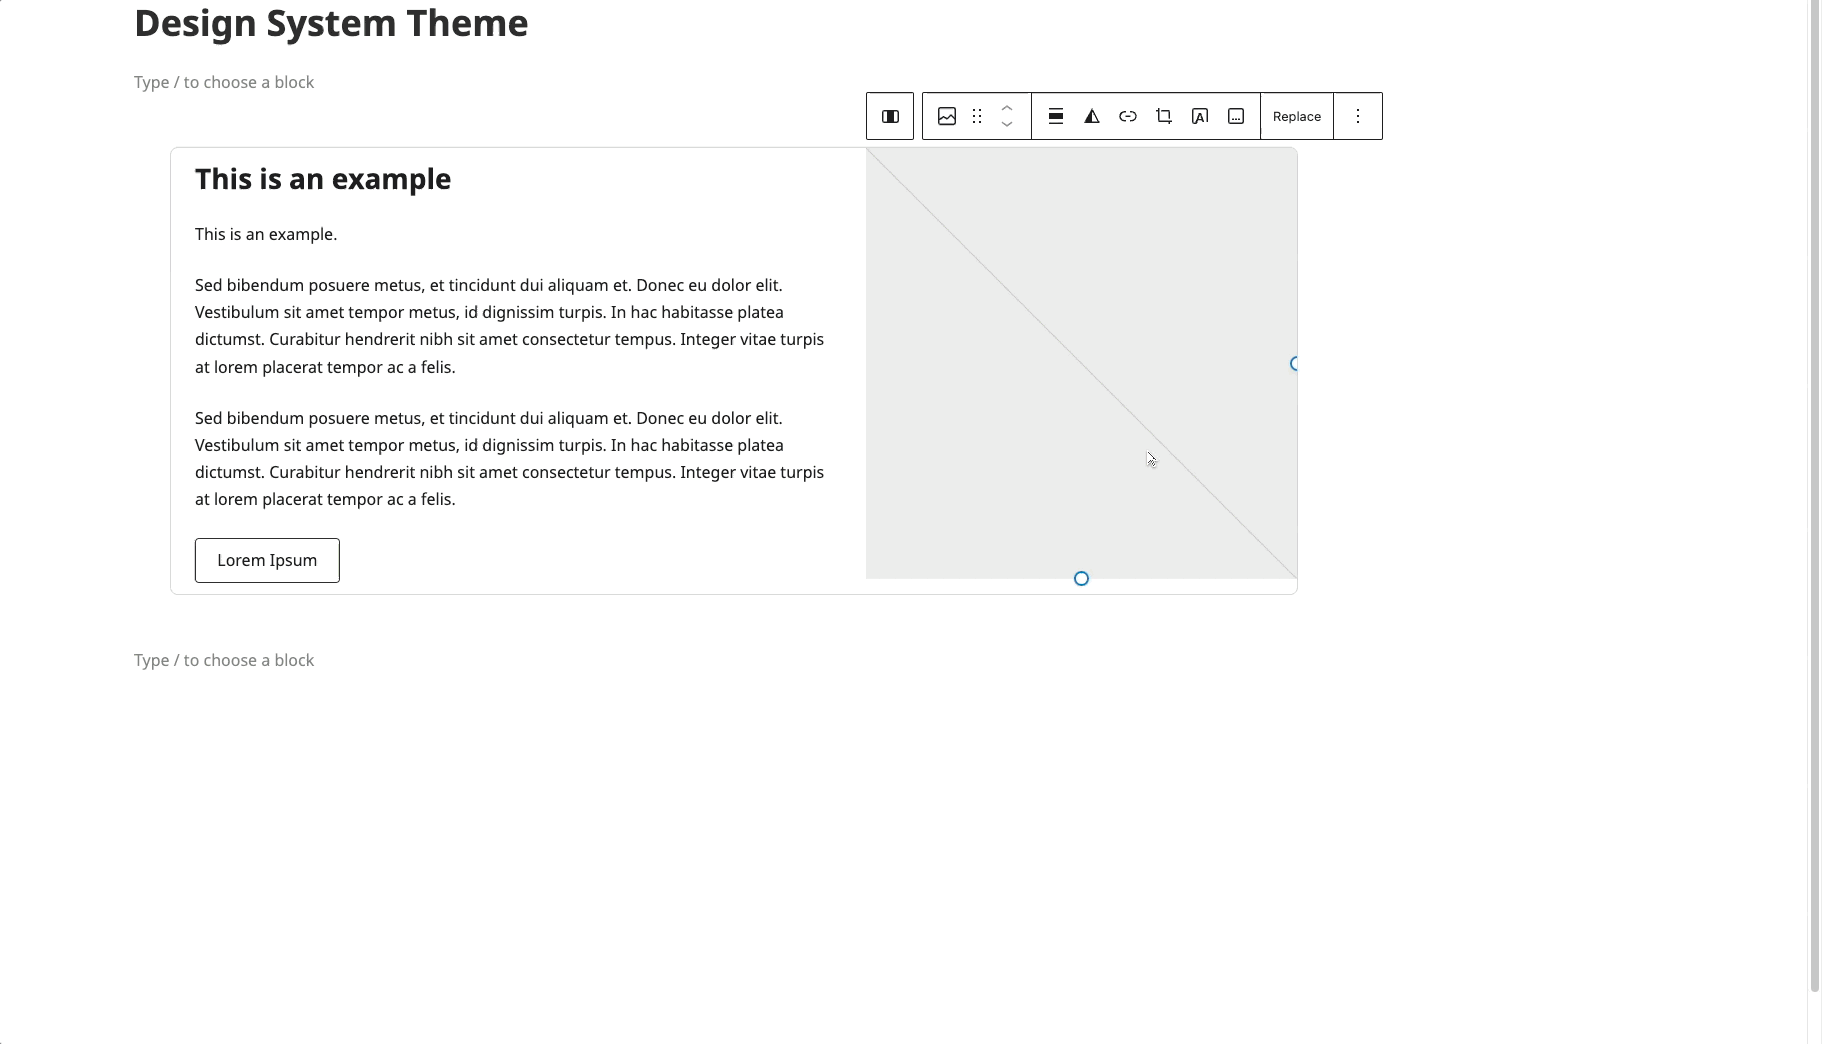 Design System Theme
Type / to choose a block
Replace
This is an example
This is an example.
Sed bibendum posuere metus, et tincidunt dui aliquam et. Donec eu dolor elit.
Vestibulum sit amet tempor metus, id dignissim turpis. In hac habitasse platea
dictumst. Curabitur hendrerit nibh sit amet consectetur tempus. Integer vitae turpis
at lorem placerat tempor ac a felis.
Sed bibendum posuere metus, et tincidunt dui aliquam et. Donec eu dolor elit.
Vestibulum sit amet tempor metus, id dignissim turpis. In hac habitasse platea
dictumst. Curabitur hendrerit nibh sit amet consectetur tempus. Integer vitae turpis
at lorem placerat tempor ac a felis.
Lorem Ipsum
Type / to choose a block